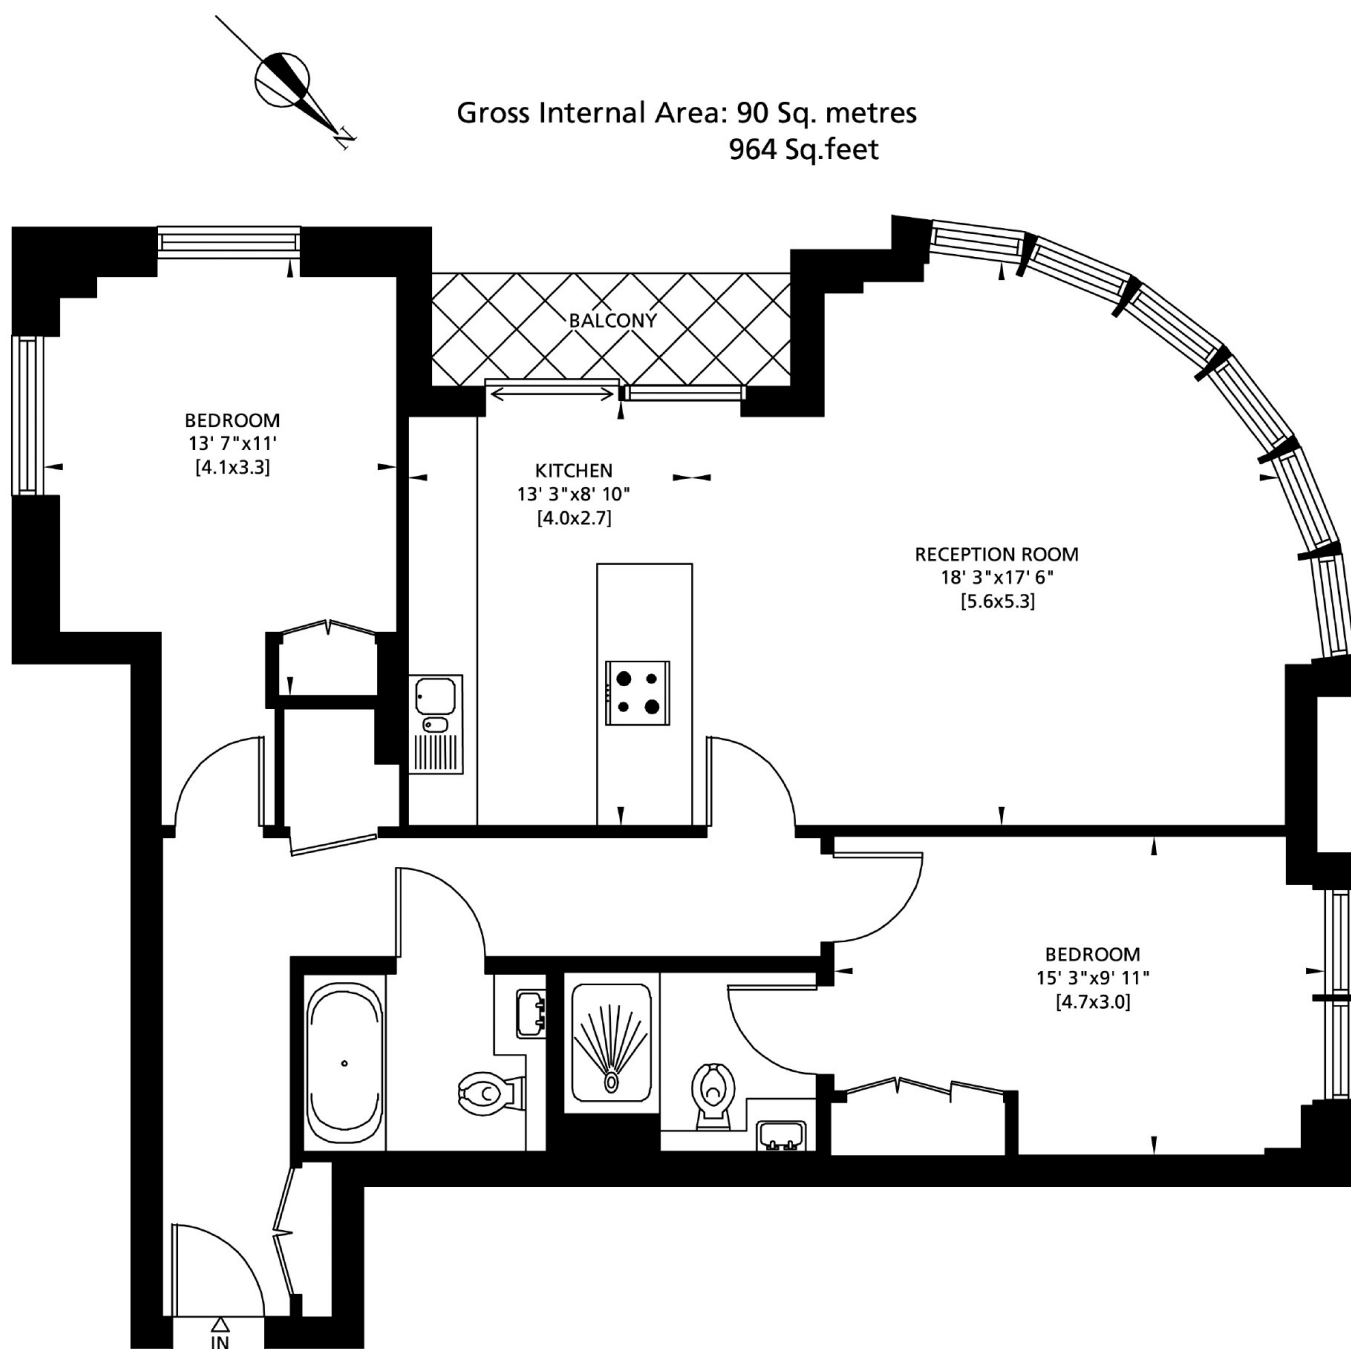 N
Gross Internal Area: 90 Sq. metres
964 Sq.feet
BALCONY
BEDROOM
13' 7"x11'
[4.1x3.3]
KITCHEN
13' 3"x8' 10"
[4.0x2.7]
RECEPTION ROOM
18' 3"x17' 6"
[5.6x5.3]
BEDROOM
15' 3"x9' 11"
[4.7x3.0]
IN